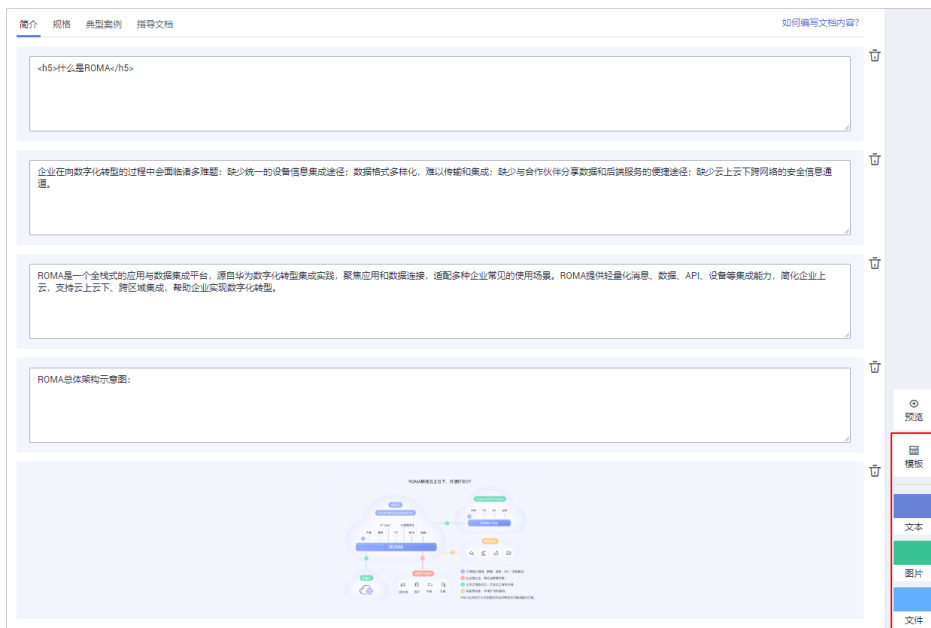 简介 规格 典型案例 指导文档 如何编写文档内容?
<h5>什么是ROMA</h5>
企业在向数字化转型的过程中会面临诸多难题：缺少统一的设备信息集成途径；数据格式多样化，难以传输和集成；缺少与合作伙伴分享数据和后端服务的便捷途径；缺少云上云下跨网络的安全信息通
道。
ROMA是一个全栈式的应用与数据集成平台，源自华为数字化转型集成实践，聚焦应用和数据连接，适配多种企业常见的使用场景。ROMA提供轻量化消息、数据、API、设备等集成能力，简化企业上
云，支持云上云下、跨区域集成，帮助企业实现数字化转型。
ROMA总体架构示意图：
预览
模板
文本
图片
文件
ROMA